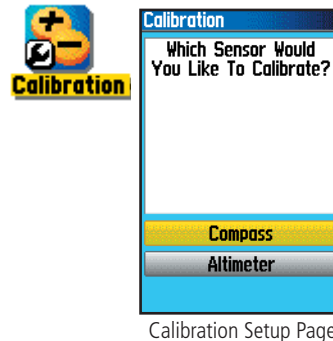 Calibration
Calibration
Which Sensor Would
You Like To Calibrate?
Compass
Altimeter
Calibration Setup Page